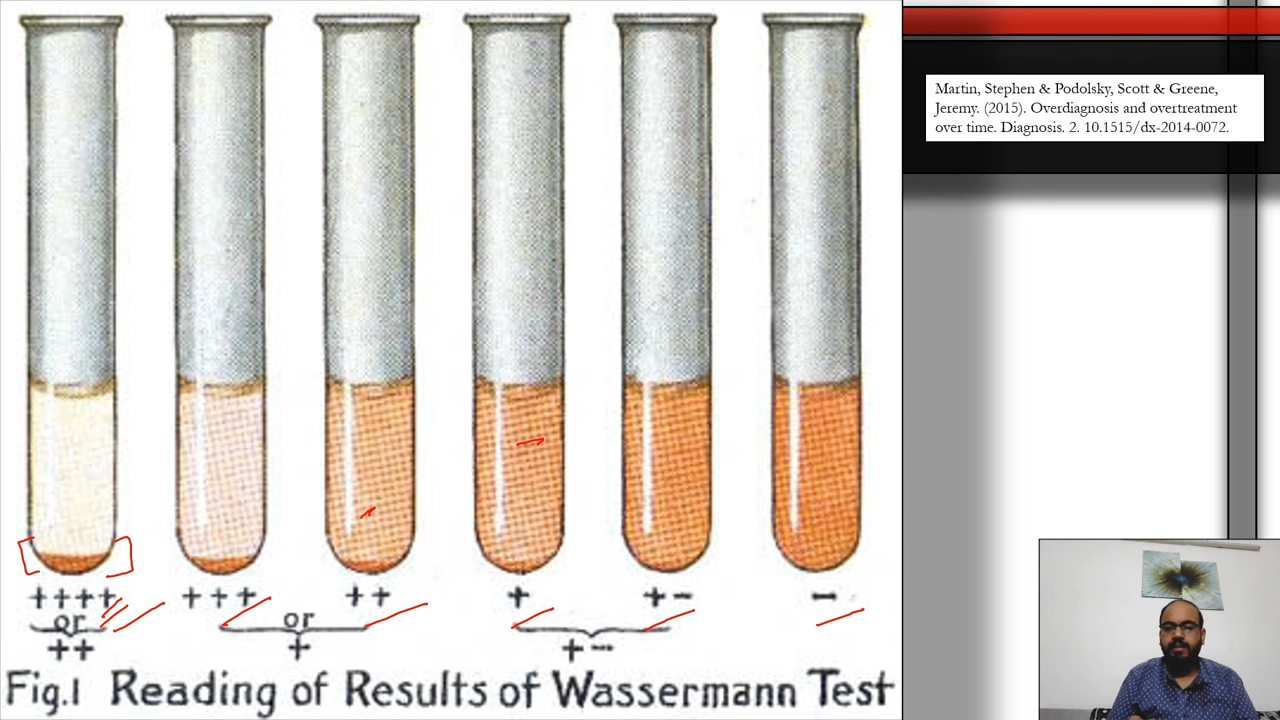 Martin, Stephen & Podolsky, Scott & Greene,
Jeremy. (2015). Overdiagnosis and overtreatment
over time. Diagnosis. 2. 10.1515/dx-2014-0072.
++++ +++ ++ + +- -
or or
++ + +--
Fig.1 Reading of Results of Wassermann Test